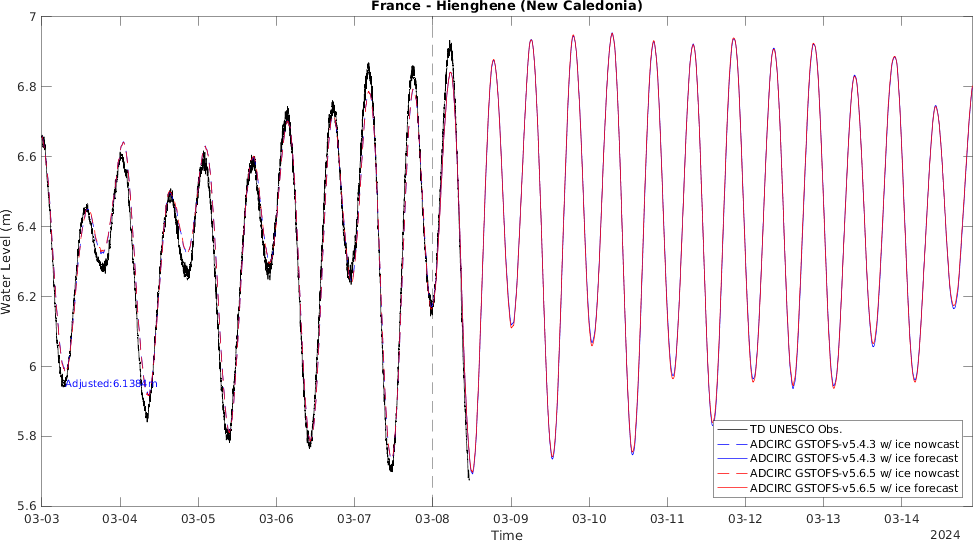 France - Hienghene (New Caledonia)
Water Level (m)
7
6.8
6.6
6.4
6.2
6
5.8
5.6
Adjusted:6.1384m
TD UNESCO Obs.
ADCIRC GSTOFS-v5.4.3 w/ ice nowcast
ADCIRC GSTOFS-v5.4.3 w/ ice forecast
ADCIRC GSTOFS-v5.6.5 w/ ice nowcast
ADCIRC GSTOFS-v5.6.5 w/ ice forecast
03-03 03-04 03-05 03-06 03-07 03-08 03-09 03-10 03-11 03-12 03-13 03-14
Time
2024